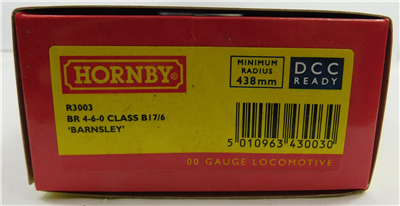 HORNBY®
MINIMUM
RADIUS
438mm
DCC
READY
R3003
BR 4-6-0 CLASS B17/6
'BARNSLEY'
5 010963 430030
00 GAUGE LOCOMOTIVE